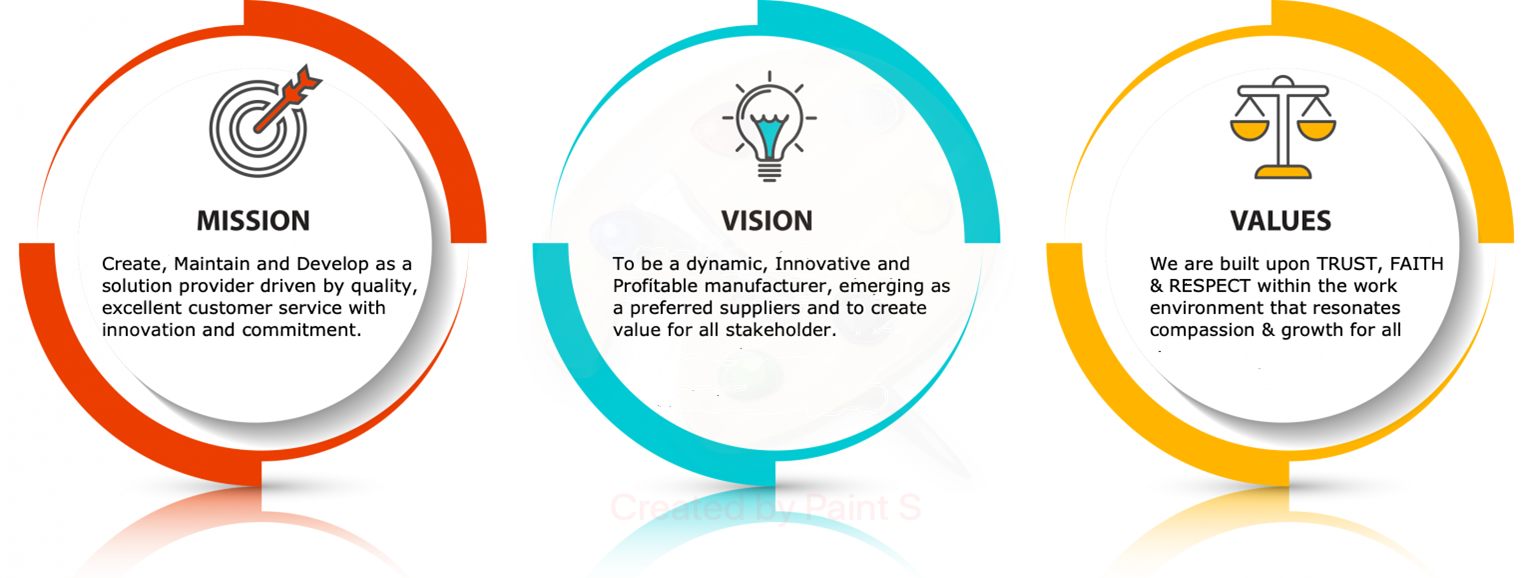 MISSION
Create, Maintain and Develop as a
solution provider driven by quality,
excellent customer service with
innovation and commitment.
VISION
To be a dynamic, Innovative and
Profitable manufacturer, emerging as
a preferred suppliers and to create
value for all stakeholder.
VALUES
We are built upon TRUST, FAITH
& RESPECT within the work
environment that resonates
compassion & growth for all
Created by Paint S